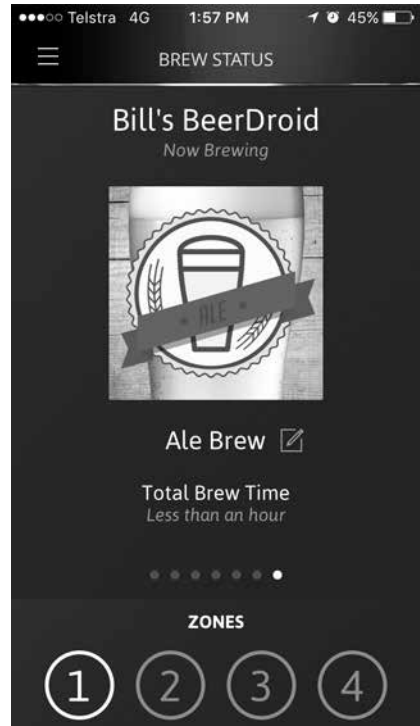 Telstra 4G 1:57 PM 45%
BREW STATUS
Bill's BeerDroid
Now Brewing
ALE
Ale Brew
Total Brew Time
Less than an hour
ZONES
1 2 3 4